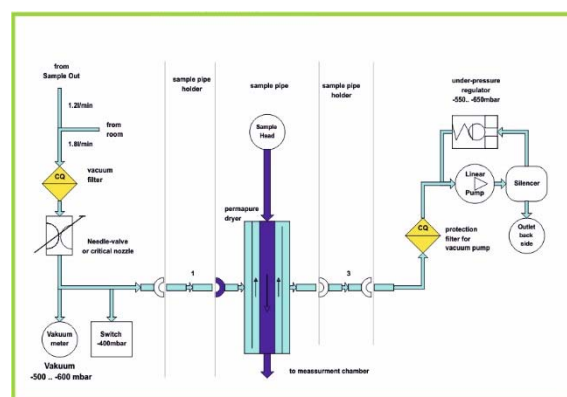 from
Sample Out
1.2l/min
from
room
1.8l/min
CQ
vacuum
filter
Needle-valve
or critical nozzle
Vakuum
meter
Switch
-400mbar
Vakuum
-500 .. -600 mbar
sample pipe
holder
1
sample pipe
Sample
Head
permapure
dryer
to measurment chamber
sample pipe
holder
3
under-pressure
regulator
-550.. -650mbar
Linear
Pump
Silencer
CQ
protection
filter for
vacuum pump
Outlet
back
side